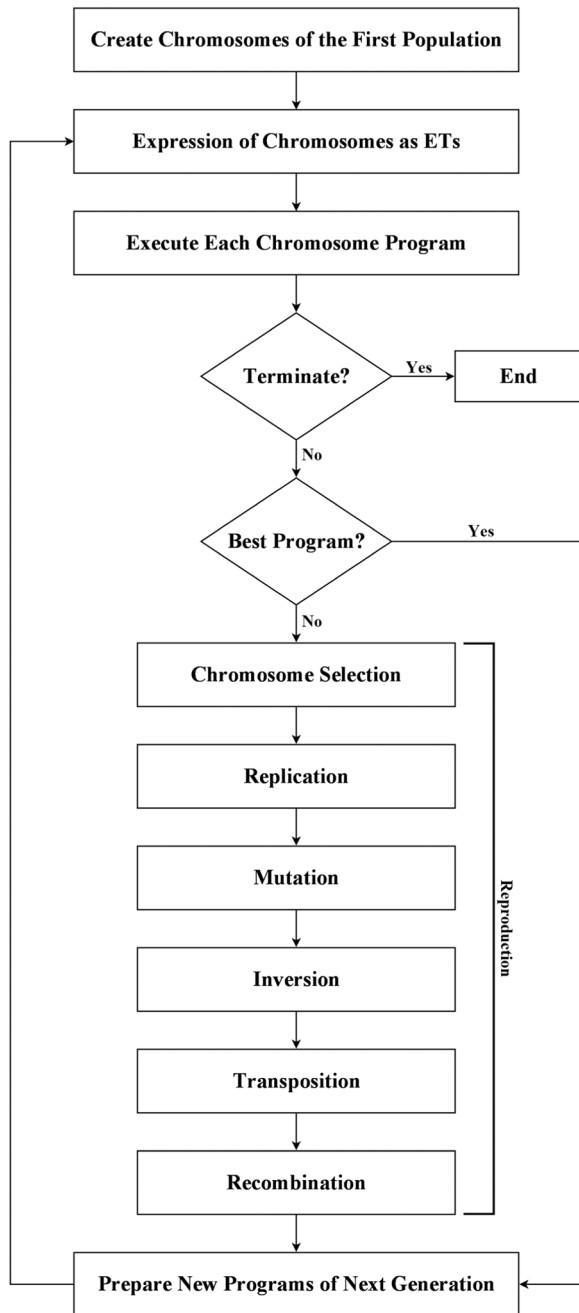 Create Chromosomes of the First Population
Expression of Chromosomes as ETs
Execute Each Chromosome Program
Terminate?
Yes
End
No
Best Program?
Yes
No
Chromosome Selection
Replication
Mutation
Inversion
Transposition
Recombination
Reproduction
Prepare New Programs of Next Generation